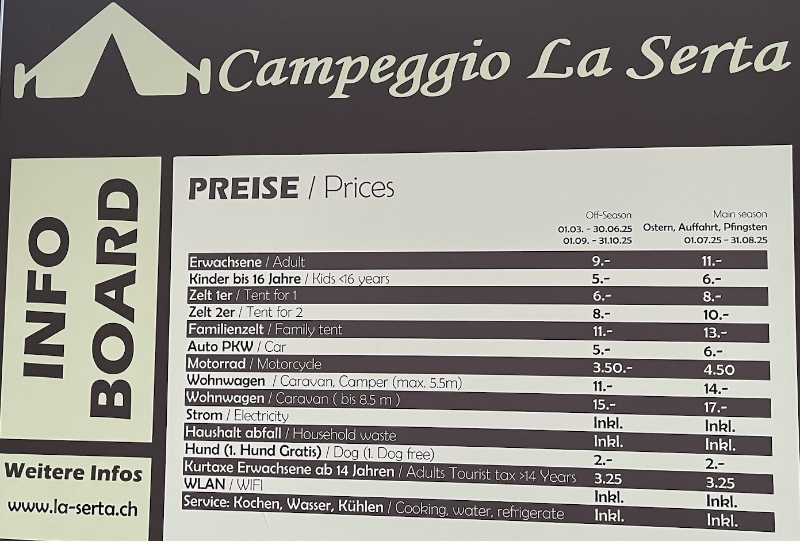 Campeggio La Serta
INFO BOARD
PREISE / Prices
Off-Season Main season
01.03. - 30.06.25 Ostern, Auffahrt, Pfingsten
01.09. - 31.10.25 01.07.25 - 31.08.25
Erwachsene / Adult 9.- 11.-
Kinder bis 16 Jahre / Kids <16 years 5.- 6.-
Zelt 1er / Tent for 1 6.- 8.-
Zelt 2er / Tent for 2 8.- 10.-
Familienzelt / Family tent 11.- 13.-
Auto PKW / Car 5.- 6.-
Motorrad / Motorcycle 3.50.- 4.50
Wohnwagen / Caravan, Camper (max. 5.5m) 11.- 14.-
Wohnwagen / Caravan ( bis 8.5 m ) 15.- 17.-
Strom / Electricity Inkl. Inkl.
Haushalt abfall / Household waste Inkl. Inkl.
Hund (1. Hund Gratis) / Dog (1. Dog free) 2.- 2.-
Kurtaxe Erwachsene ab 14 Jahren / Adults Tourist tax >14 Years 3.25 3.25
WLAN / WIFI Inkl. Inkl.
Service: Kochen, Wasser, Kühlen / Cooking, water, refrigerate Inkl. Inkl.
Weitere Infos
www.la-serta.ch